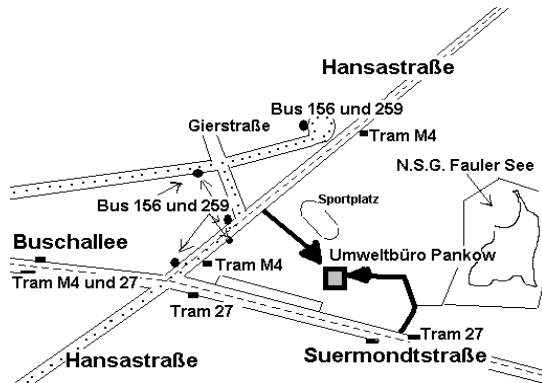 Hansastraße
Bus 156 und 259
Gierstraße
Tram M4
N.S.G. Fauler See
Sportplatz
Bus 156 und 259
Buschallee
Umweltbüro Pankow
Tram M4
Tram M4 und 27
Tram 27
Tram 27
Hansastraße
Suermondtstraße